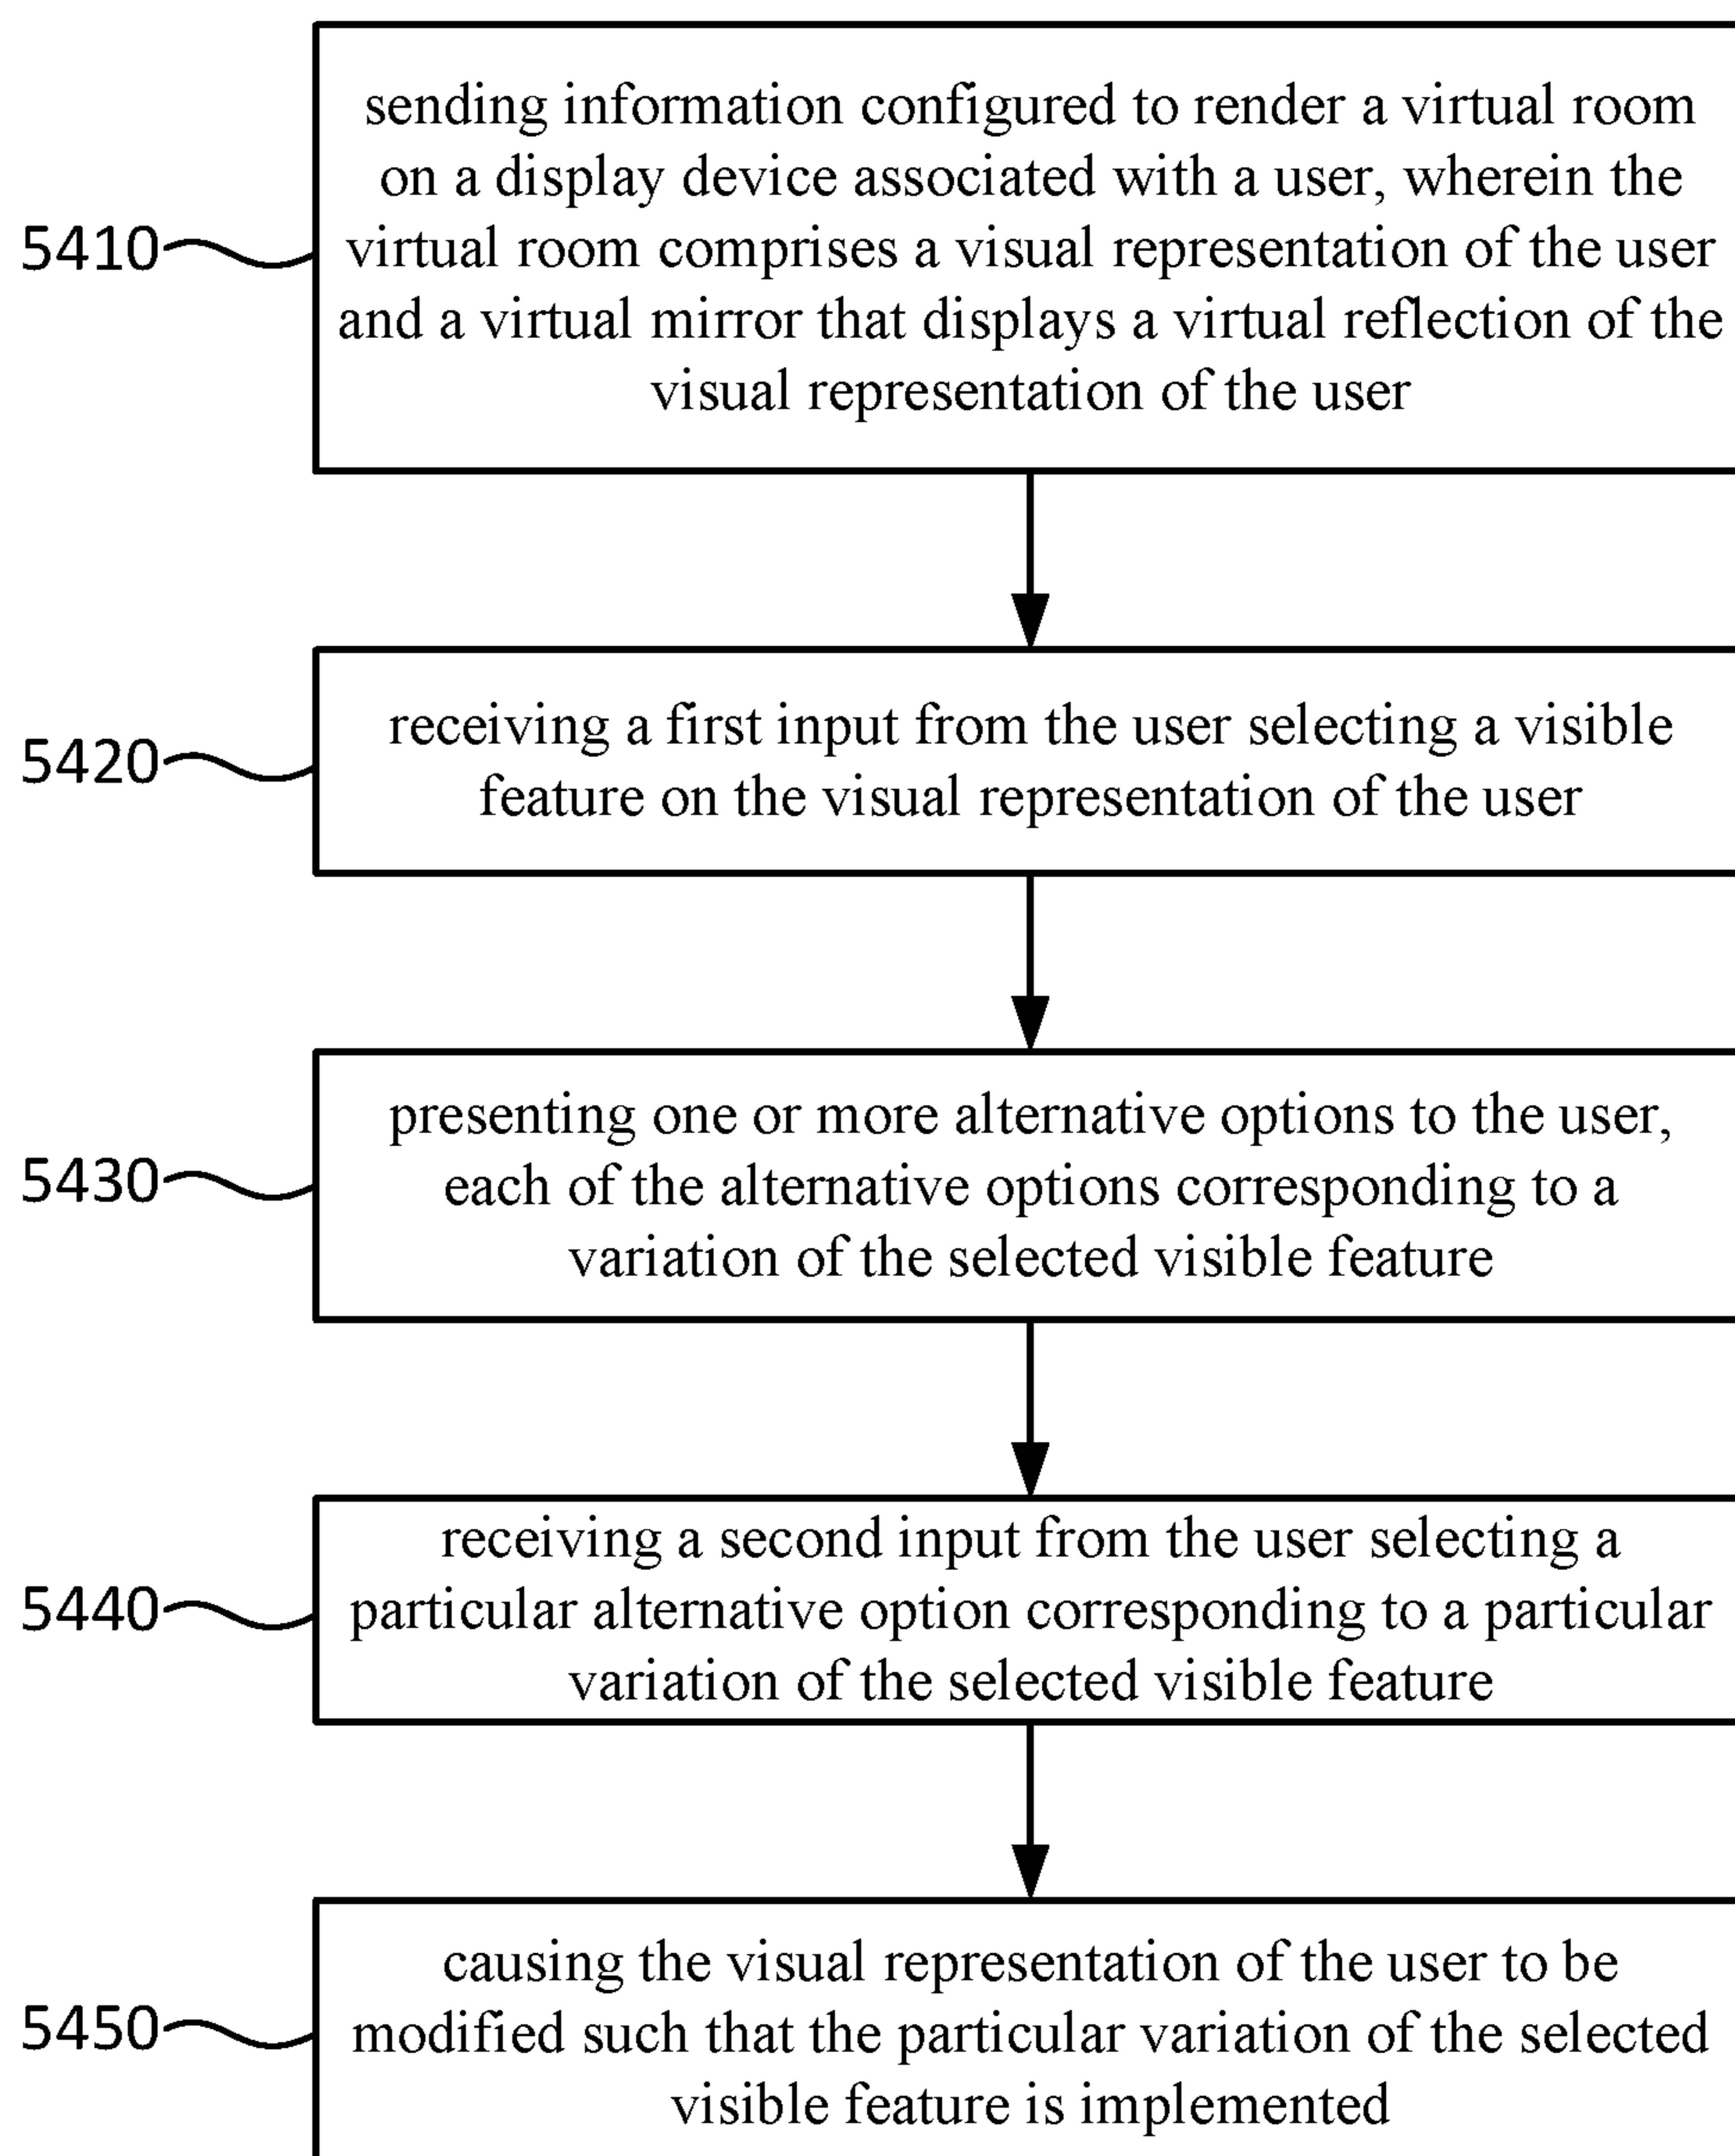 sending information configured to render a virtual room
on a display device associated with a user, wherein the
5410 virtual room comprises a visual representation of the user
and a virtual mirror that displays a virtual reflection of the
visual representation of the user
receiving a first input from the user selecting a visible
5420
feature on the visual representation of the user
presenting one or more alternative options to the user,
5430 each of the alternative options corresponding to a
variation of the selected visible feature
receiving a second input from the user selecting a
5440 particular alternative option corresponding to a particular
variation of the selected visible feature
causing the visual representation of the user to be
5450 modified such that the particular variation of the selected
visible feature is implemented